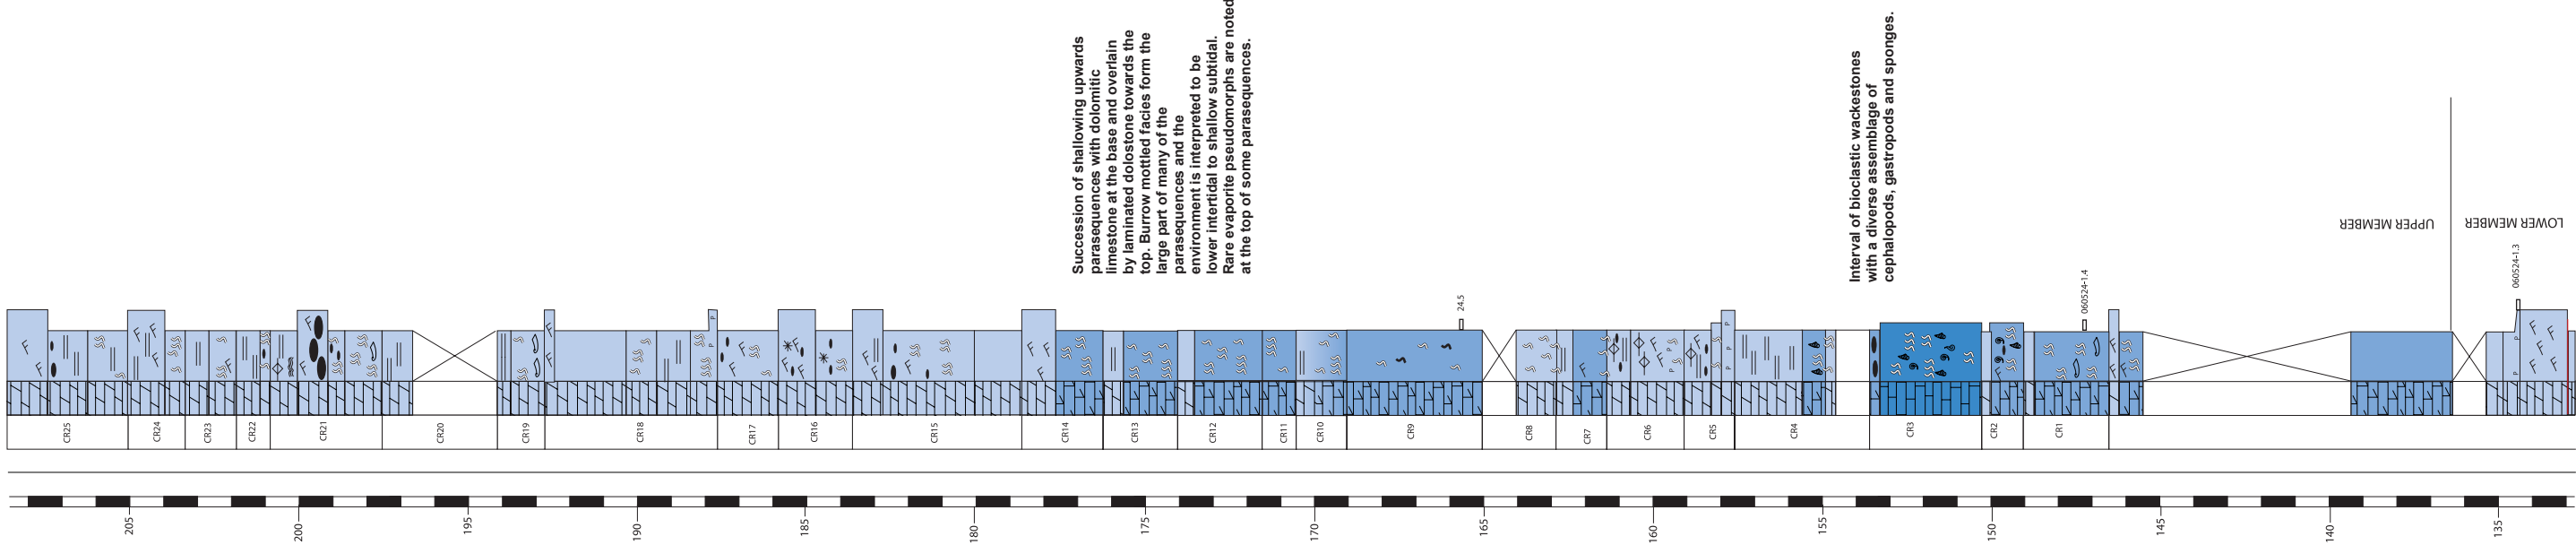 Succession of shallowing upwards
parasequences with dolomitic
limestone at the base and overlain
by laminated dolostone towards the
top. Burrow mottled facies form the
large part of many of the
parasequences and the
environment is interpreted to be
lower intertidal to shallow subtidal.
Rare evaporite pseudomorphs are noted
at the top of some parasequences.
Interval of bioclastic wackestones
with a diverse assemblage of
cephalopods, gastropods and sponges.
UPPER MEMBER
LOWER MEMBER
24.5
060524-1.4
060524-1.3
P
P
P
P
P
P
P
P
P
CR25
CR24
CR23
CR22
CR21
CR20
CR19
CR18
CR17
CR16
CR15
CR14
CR13
CR12
CR11
CR10
CR9
CR8
CR7
CR6
CR5
CR4
CR3
CR2
CR1
205
200
195
190
185
180
175
170
165
160
155
150
145
140
135